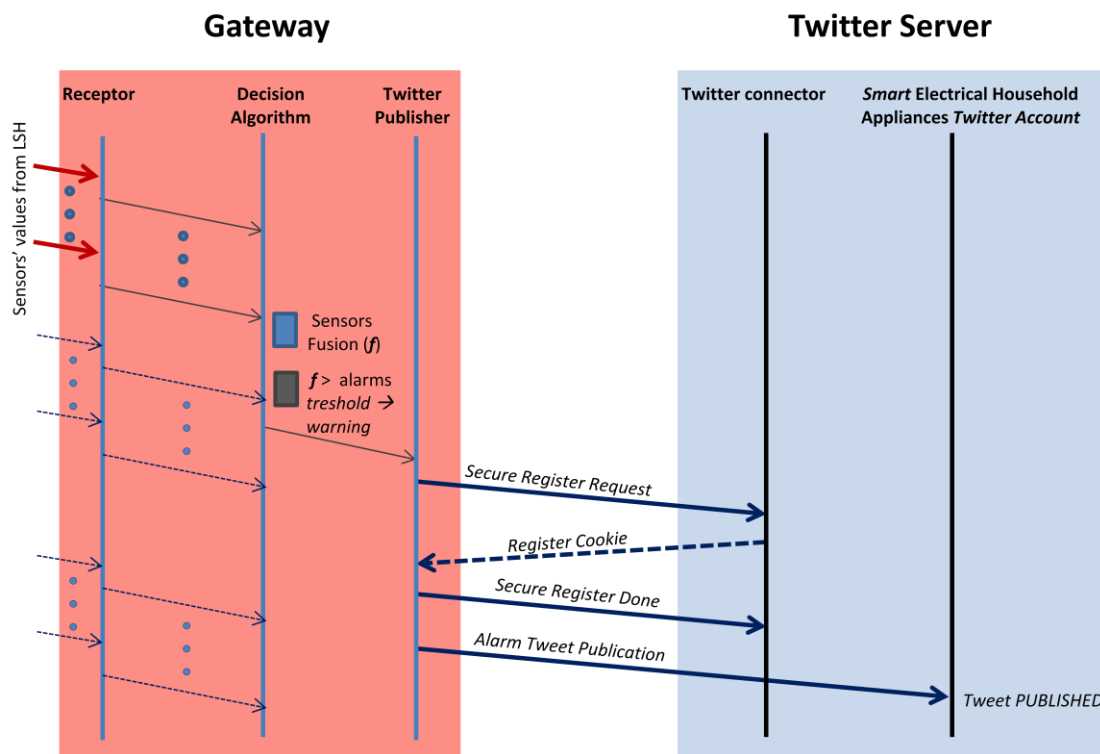 Gateway
Twitter Server
Receptor
Decision
Algorithm
Twitter
Publisher
Twitter connector
Smart Electrical Household
Appliances Twitter Account
Sensors' values from LSH
Sensors
Fusion (f)
f > alarms
treshold →
warning
Secure Register Request
Register Cookie
Secure Register Done
Alarm Tweet Publication
Tweet PUBLISHED